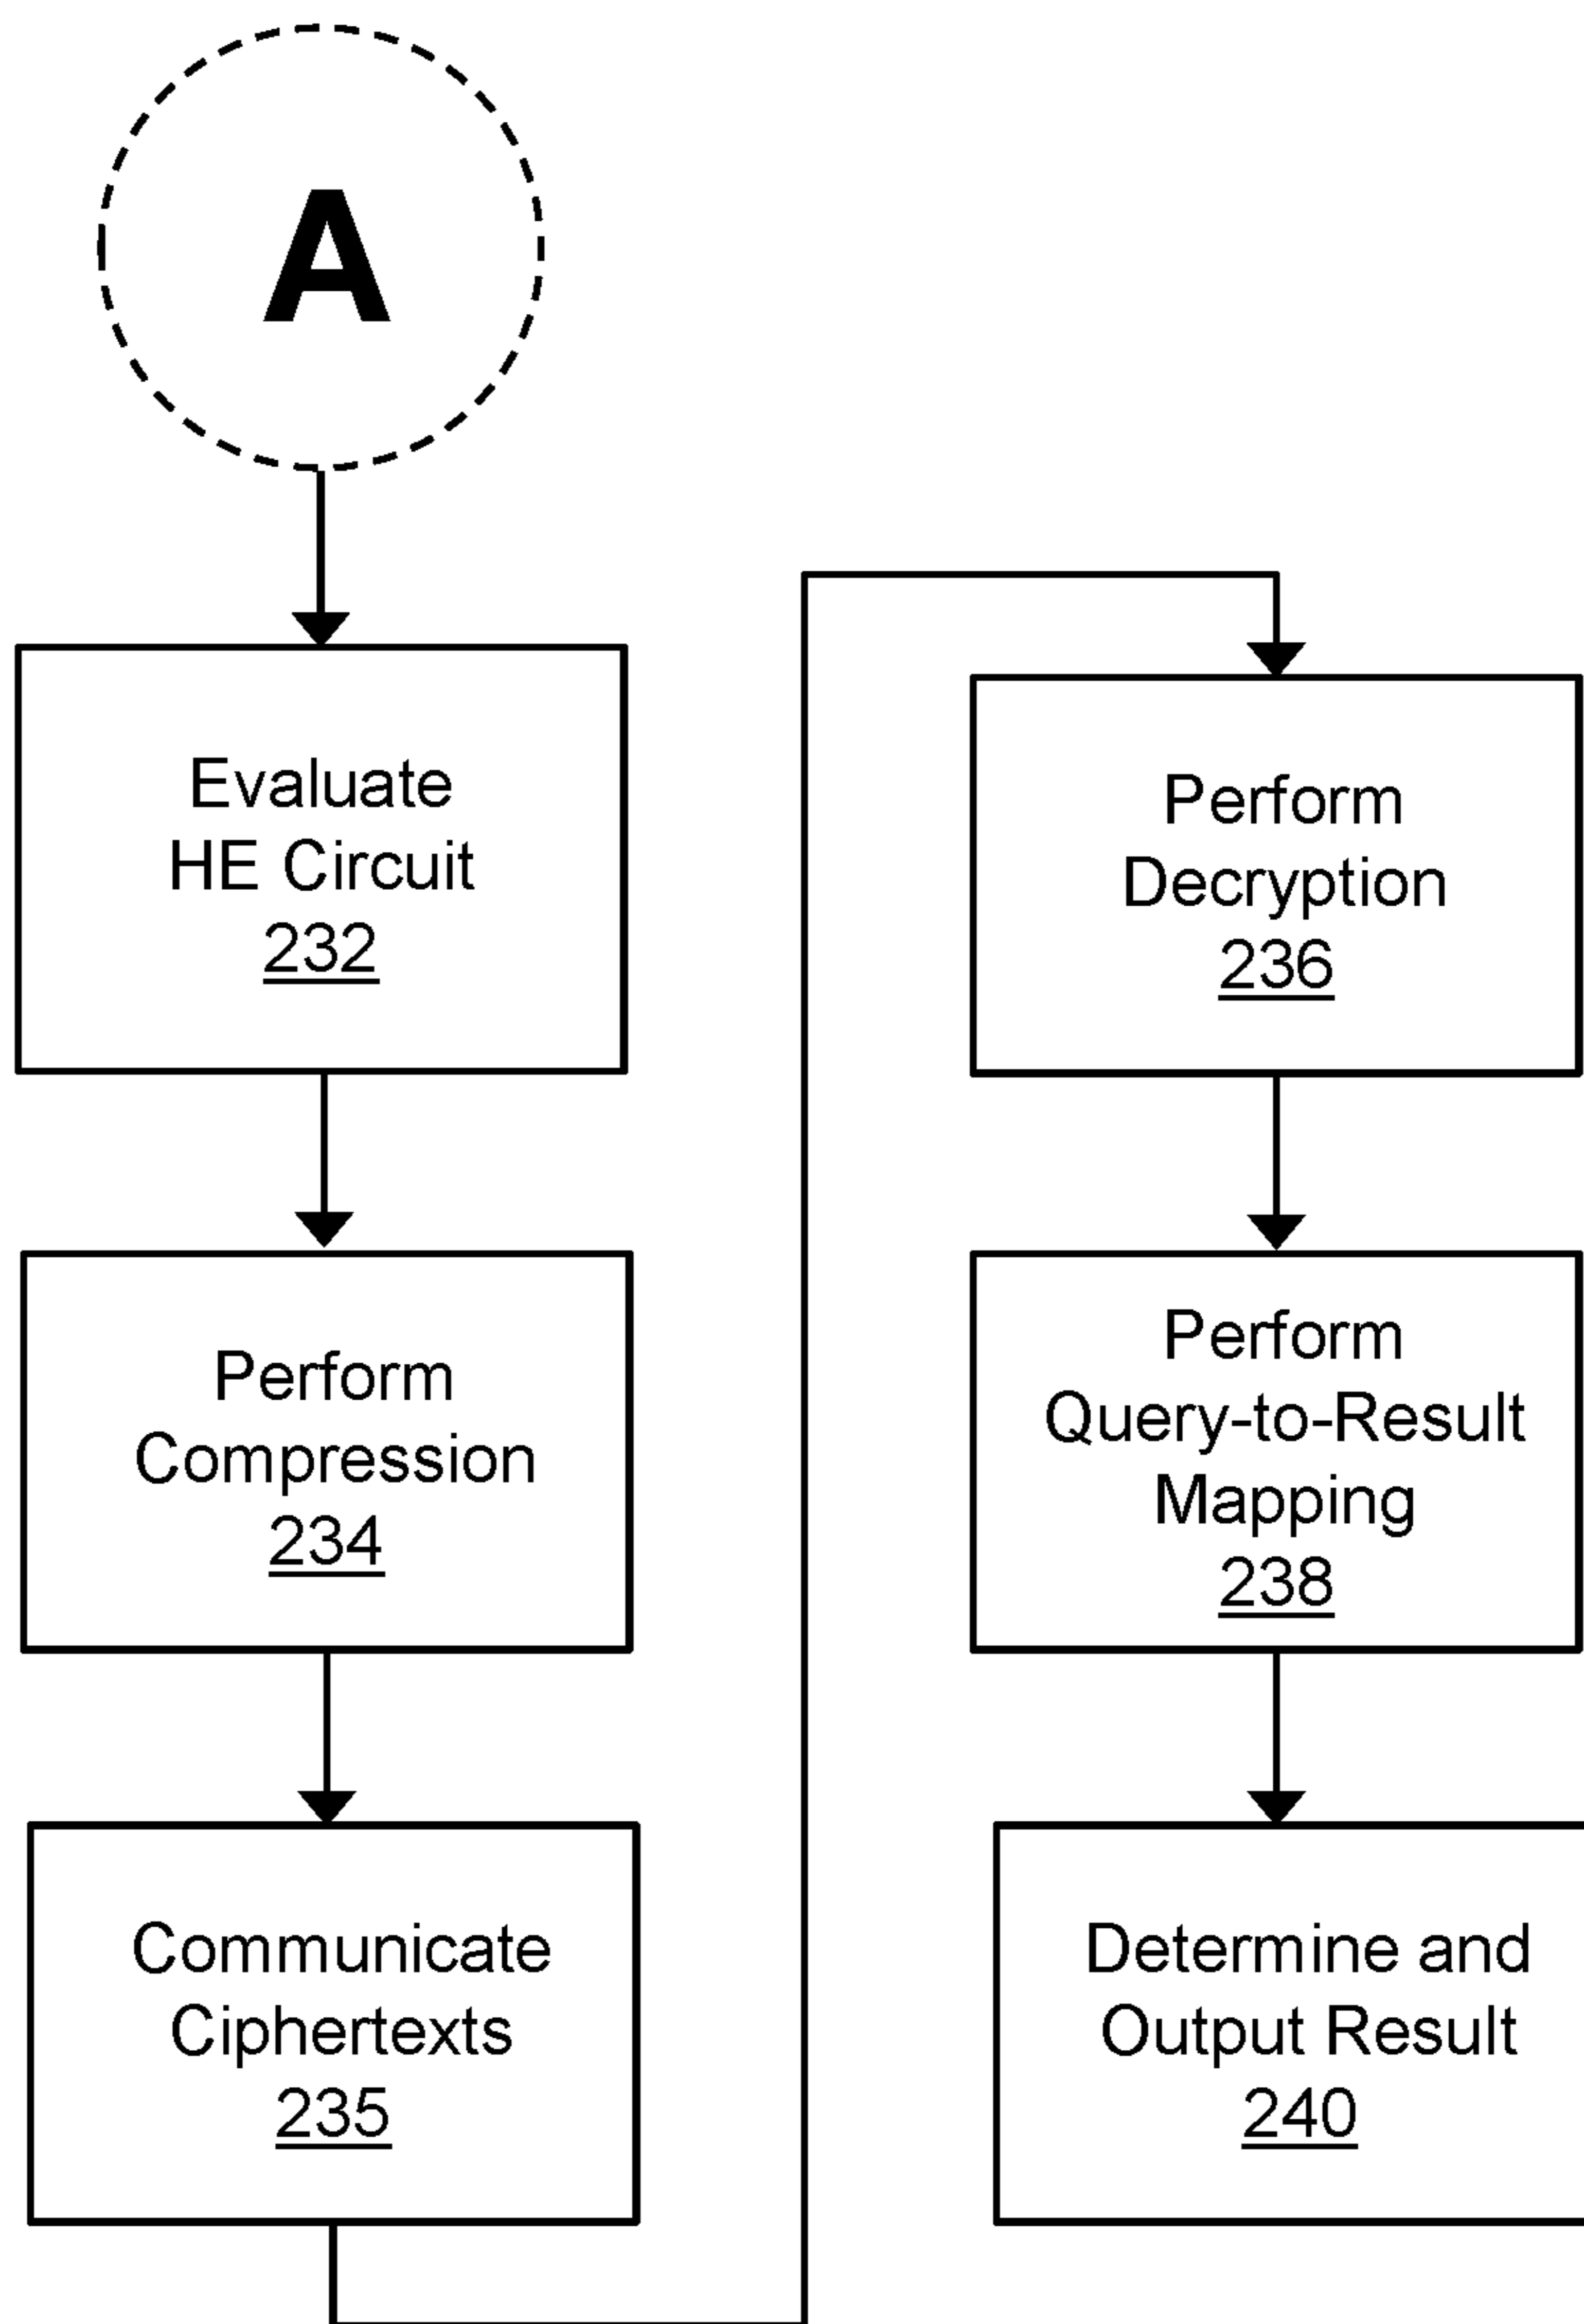 A
Evaluate
HE Circuit
232
Perform
Compression
234
Communicate
Ciphertexts
235
Perform
Decryption
236
Perform
Query-to-Result
Mapping
238
Determine and
Output Result
240